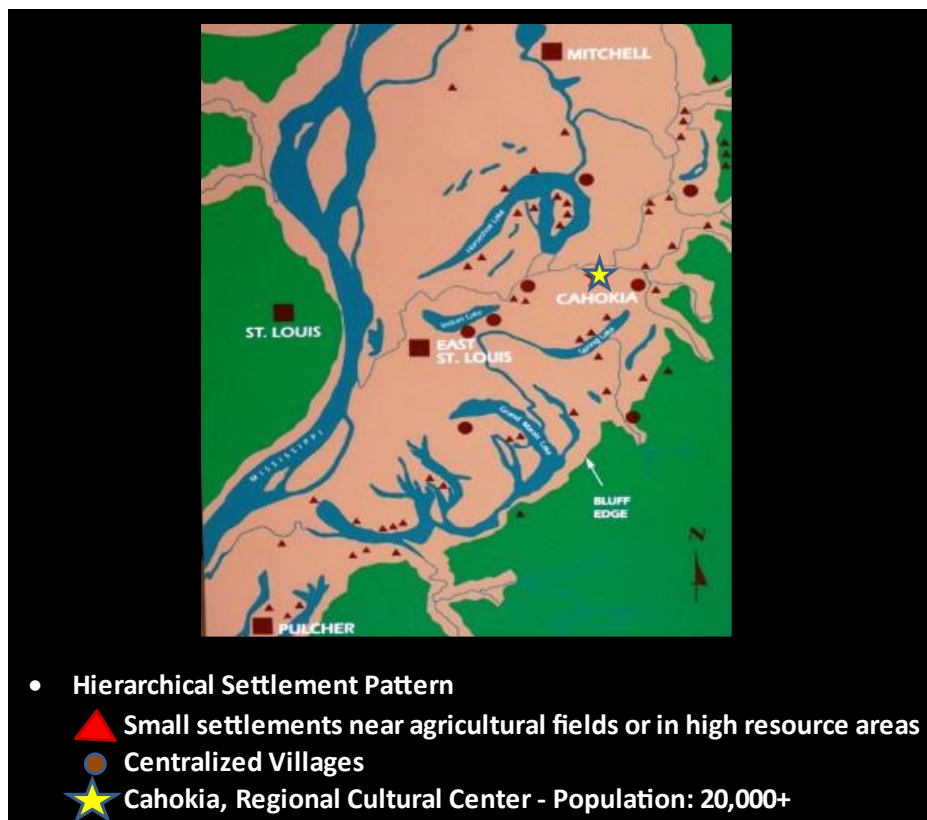 MITCHELL
Horseshoe Lake
CAHOKIA
ST. LOUIS
Indian Lake
EAST
ST. LOUIS
Spring Lake
Grand Marais Lake
MISSISSIPPI
BLUFF
EDGE
N
PULCHER
• Hierarchical Settlement Pattern
Small settlements near agricultural fields or in high resource areas
Centralized Villages
Cahokia, Regional Cultural Center - Population: 20,000+